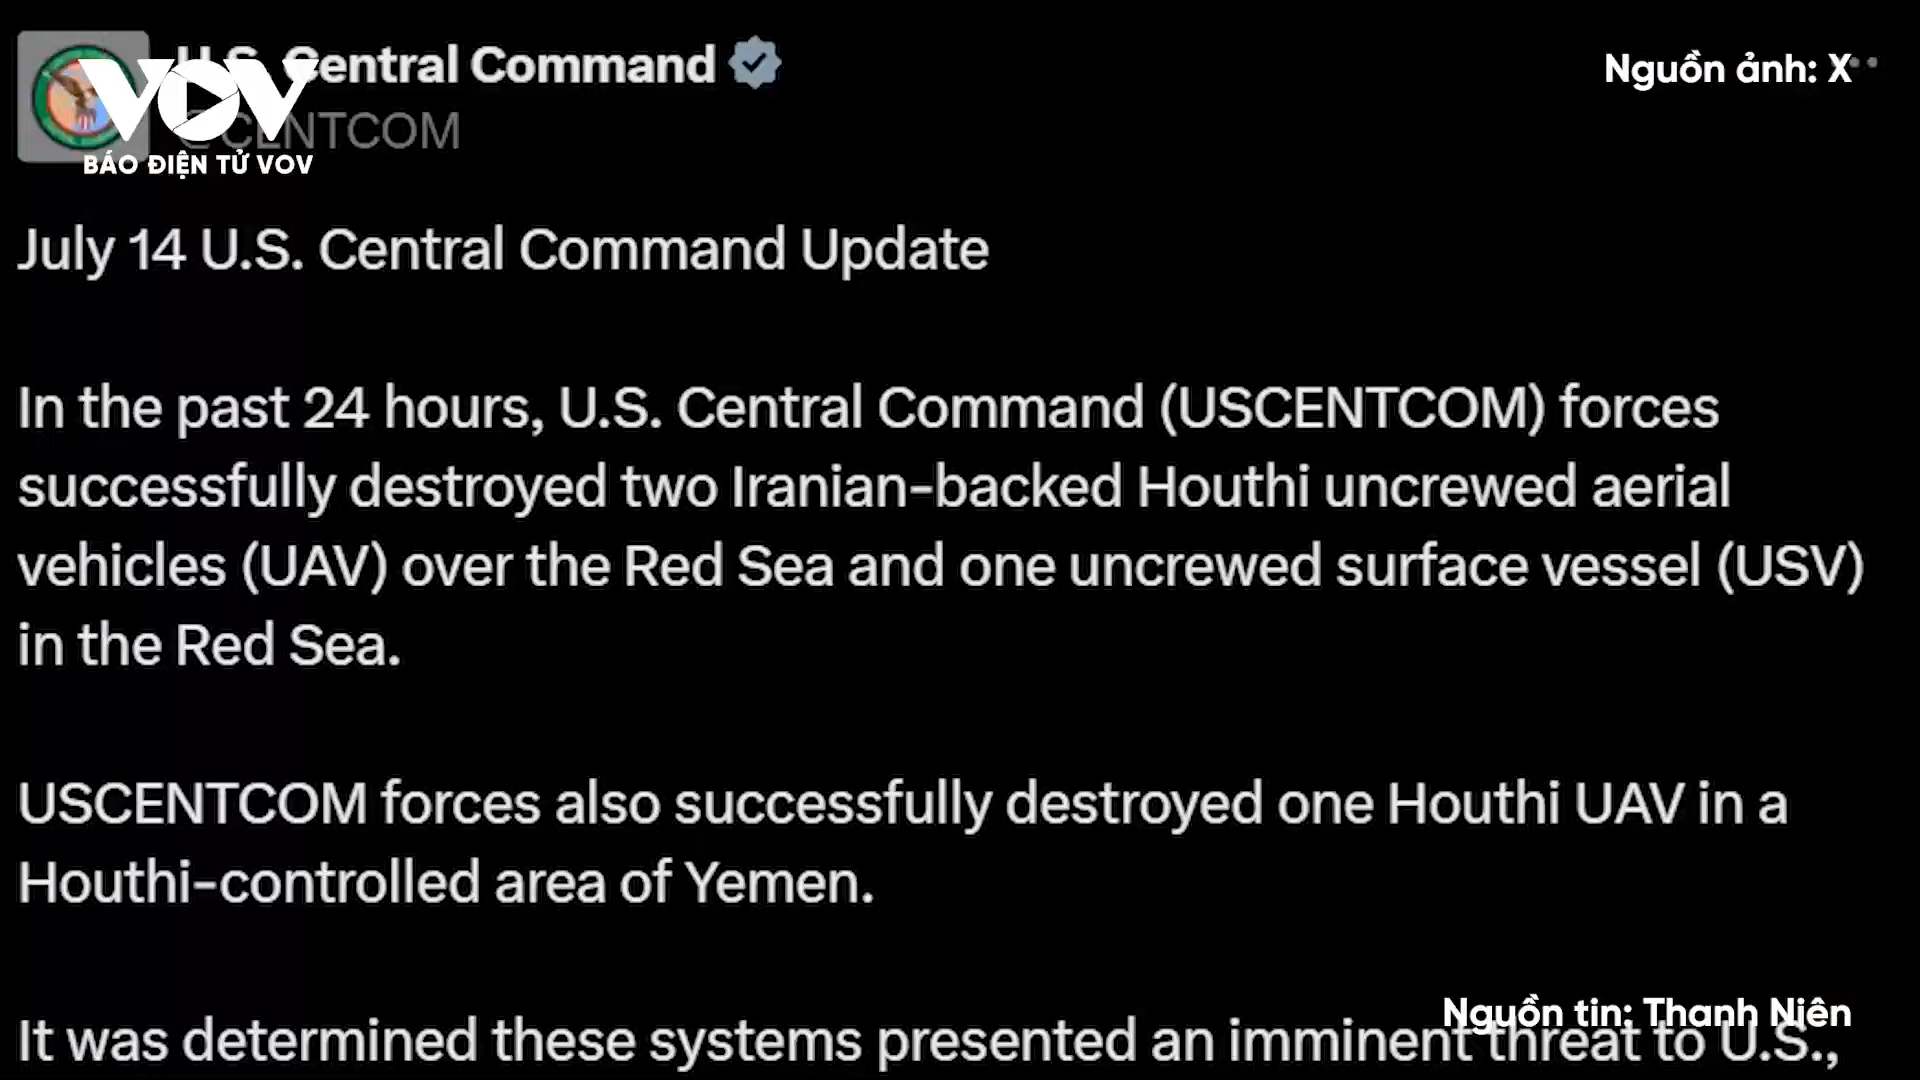 U.S. Central Command
Nguồn ảnh: X
VOV
@CENTCOM
BÁO ĐIỆN TỬ VOV
July 14 U.S. Central Command Update
In the past 24 hours, U.S. Central Command (USCENTCOM) forces
successfully destroyed two Iranian-backed Houthi uncrewed aerial
vehicles (UAV) over the Red Sea and one uncrewed surface vessel (USV)
in the Red Sea.
USCENTCOM forces also successfully destroyed one Houthi UAV in a
Houthi-controlled area of Yemen.
Nguồn tin: Thanh Niên
It was determined these systems presented an imminent threat to U.S.,